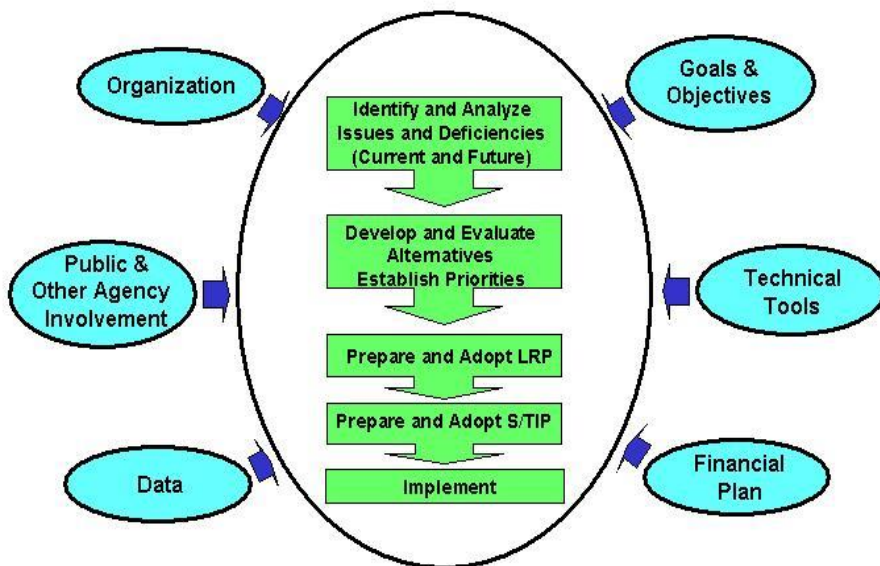 Organization
Goals &
Objectives
Identify and Analyze
Issues and Deficiencies
(Current and Future)
Develop and Evaluate
Alternatives
Establish Priorities
Public &
Other Agency
Involvement
Technical
Tools
Prepare and Adopt LRP
Prepare and Adopt S/TIP
Data
Implement
Financial
Plan